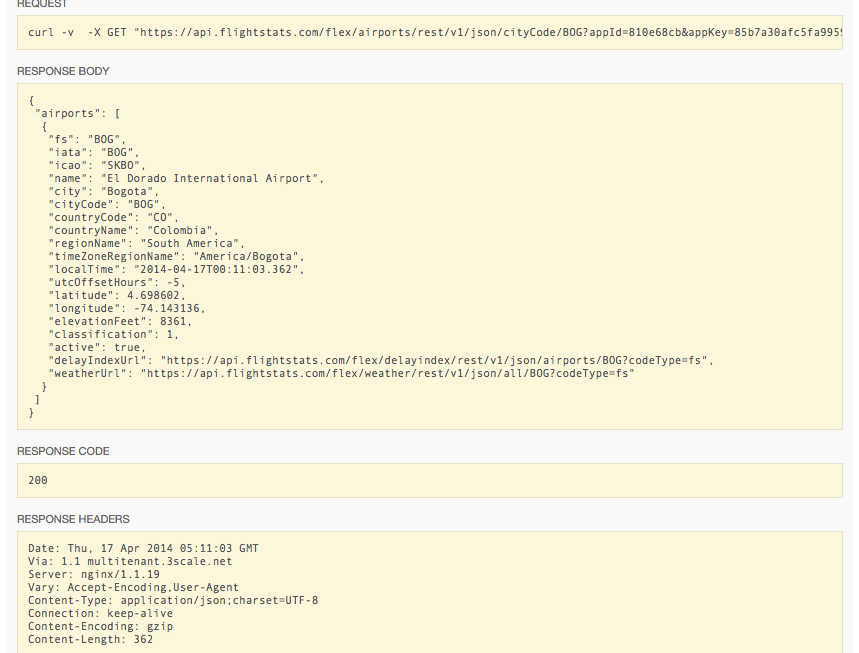 REQUEST
curl -v  -X GET "https://api.flightstats.com/flex/airports/rest/v1/json/cityCode/BOG?appId=810e68cb&appKey=85b7a30afc5fa9959
RESPONSE BODY
{
 "airports": [
  {
   "fs": "BOG",
   "iata": "BOG",
   "icao": "SKBO",
   "name": "El Dorado International Airport",
   "city": "Bogota",
   "cityCode": "BOG",
   "countryCode": "CO",
   "countryName": "Colombia",
   "regionName": "South America",
   "timeZoneRegionName": "America/Bogota",
   "localTime": "2014-04-17T00:11:03.362",
   "utcOffsetHours": -5,
   "latitude": 4.698602,
   "longitude": -74.143136,
   "elevationFeet": 8361,
   "classification": 1,
   "active": true,
   "delayIndexUrl": "https://api.flightstats.com/flex/delayindex/rest/v1/json/airports/BOG?codeType=fs",
   "weatherUrl": "https://api.flightstats.com/flex/weather/rest/v1/json/all/BOG?codeType=fs"
  }
 ]
}
RESPONSE CODE
200
RESPONSE HEADERS
Date: Thu, 17 Apr 2014 05:11:03 GMT
Via: 1.1 multitenant.3scale.net
Server: nginx/1.1.19
Vary: Accept-Encoding,User-Agent
Content-Type: application/json;charset=UTF-8
Connection: keep-alive
Content-Encoding: gzip
Content-Length: 362